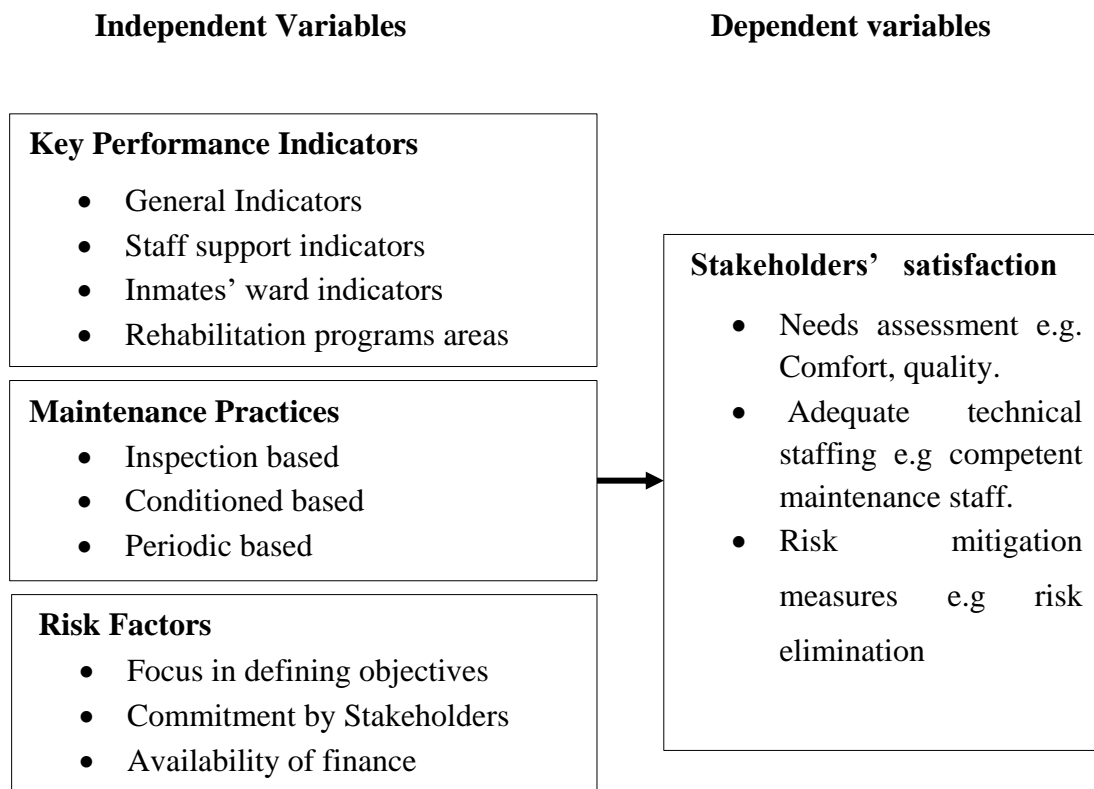 Independent Variables
Dependent variables
Key Performance Indicators
• General Indicators
• Staff support indicators
• Inmates’ ward indicators
• Rehabilitation programs areas
Maintenance Practices
• Inspection based
• Conditioned based
• Periodic based
Risk Factors
• Focus in defining objectives
• Commitment by Stakeholders
• Availability of finance
Stakeholders’ satisfaction
• Needs assessment e.g.
Comfort, quality.
• Adequate technical
staffing e.g competent
maintenance staff.
• Risk mitigation
measures e.g risk
elimination